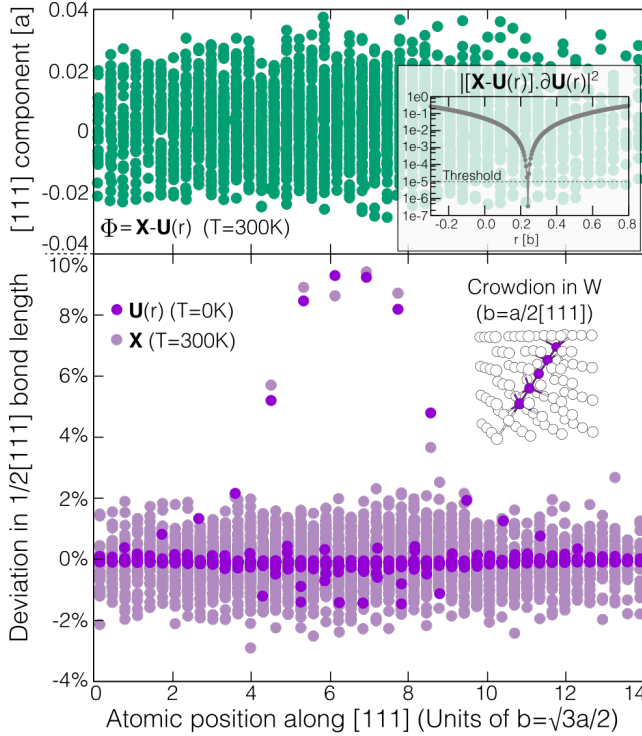 [111] component [a]
0.04
0.02
0
-0.02
-0.04
Φ= X-U(r) (T=300K)
|[X-U(r)].∂U(r)|²
1e0
1e-1
1e-2
1e-3
1e-4
1e-5
1e-6
1e-7
Threshold
0.0 0.2 0.4 0.6 0.8
r [b]
Deviation in 1/2[111] bond length
10%
8%
6%
4%
2%
0%
-2%
-4%
U(r) (T=0K)
X (T=300K)
Crowdion in W
(b=a/2[111])
0 2 4 6 8 10 12 14
Atomic position along [111] (Units of b=√3a/2)